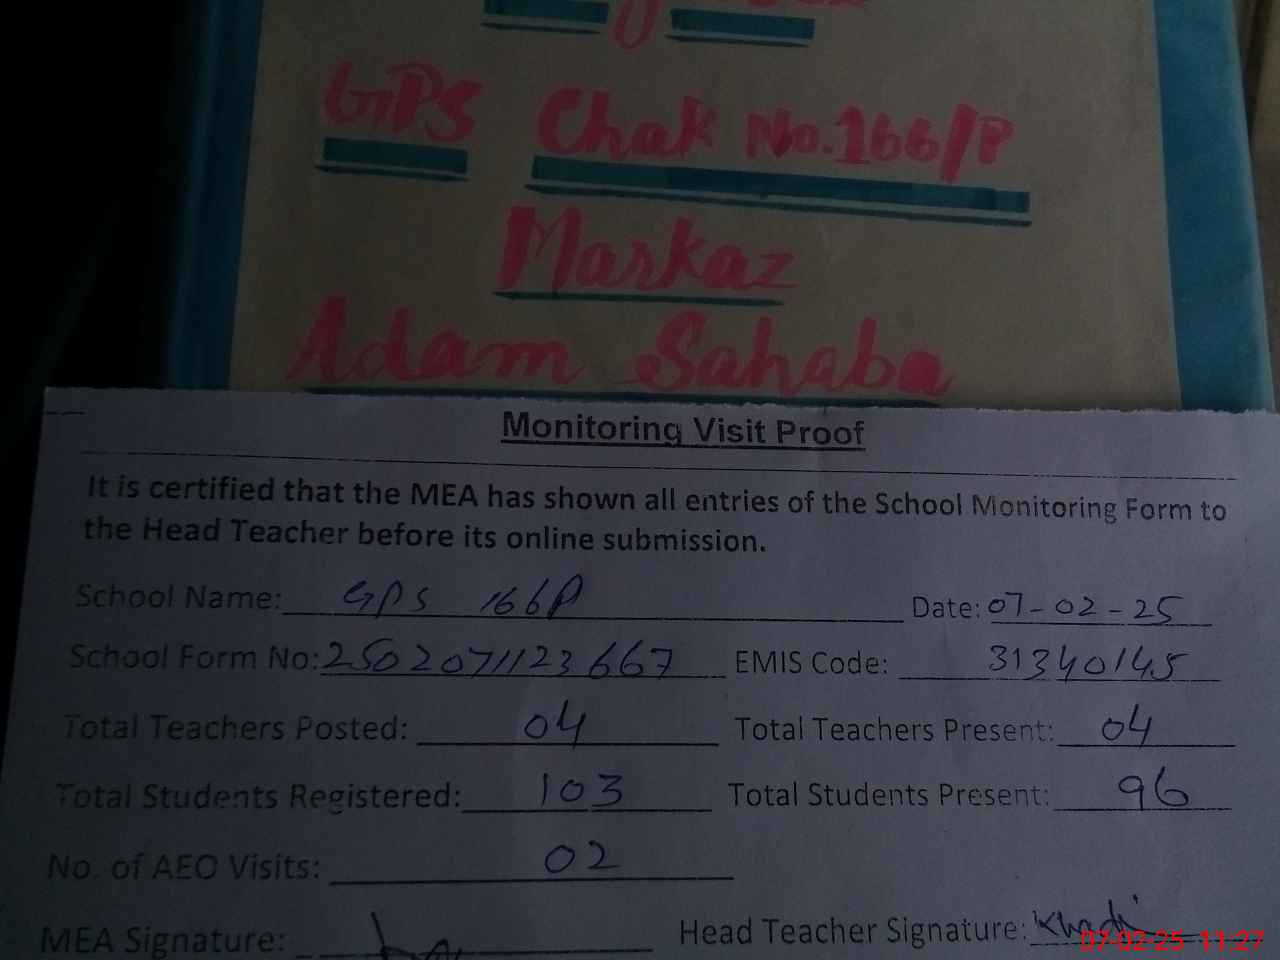 GPS Chak No.166/P
Markaz
Adam Sahaba
Monitoring Visit Proof
It is certified that the MEA has shown all entries of the School Monitoring Form to
the Head Teacher before its online submission.
School Name: GPS 166P Date: 07-02-25
School Form No: 2502071123667 EMIS Code: 31340145
Total Teachers Posted: 04 Total Teachers Present: 04
Total Students Registered: 103 Total Students Present: 96
No. of AEO Visits: 02
MEA Signature: Head Teacher Signature:
07-02-25 11:27